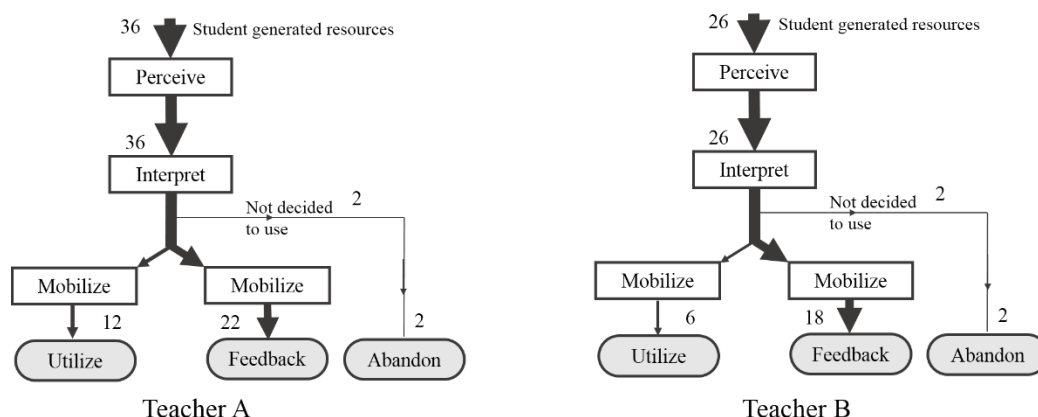 36 Student generated resources
Perceive
36
Interpret
2
Not decided
to use
Mobilize Mobilize
12 22 2
Utilize Feedback Abandon
Teacher A
26 Student generated resources
Perceive
26
Interpret
2
Not decided
to use
Mobilize Mobilize
6 18 2
Utilize Feedback Abandon
Teacher B